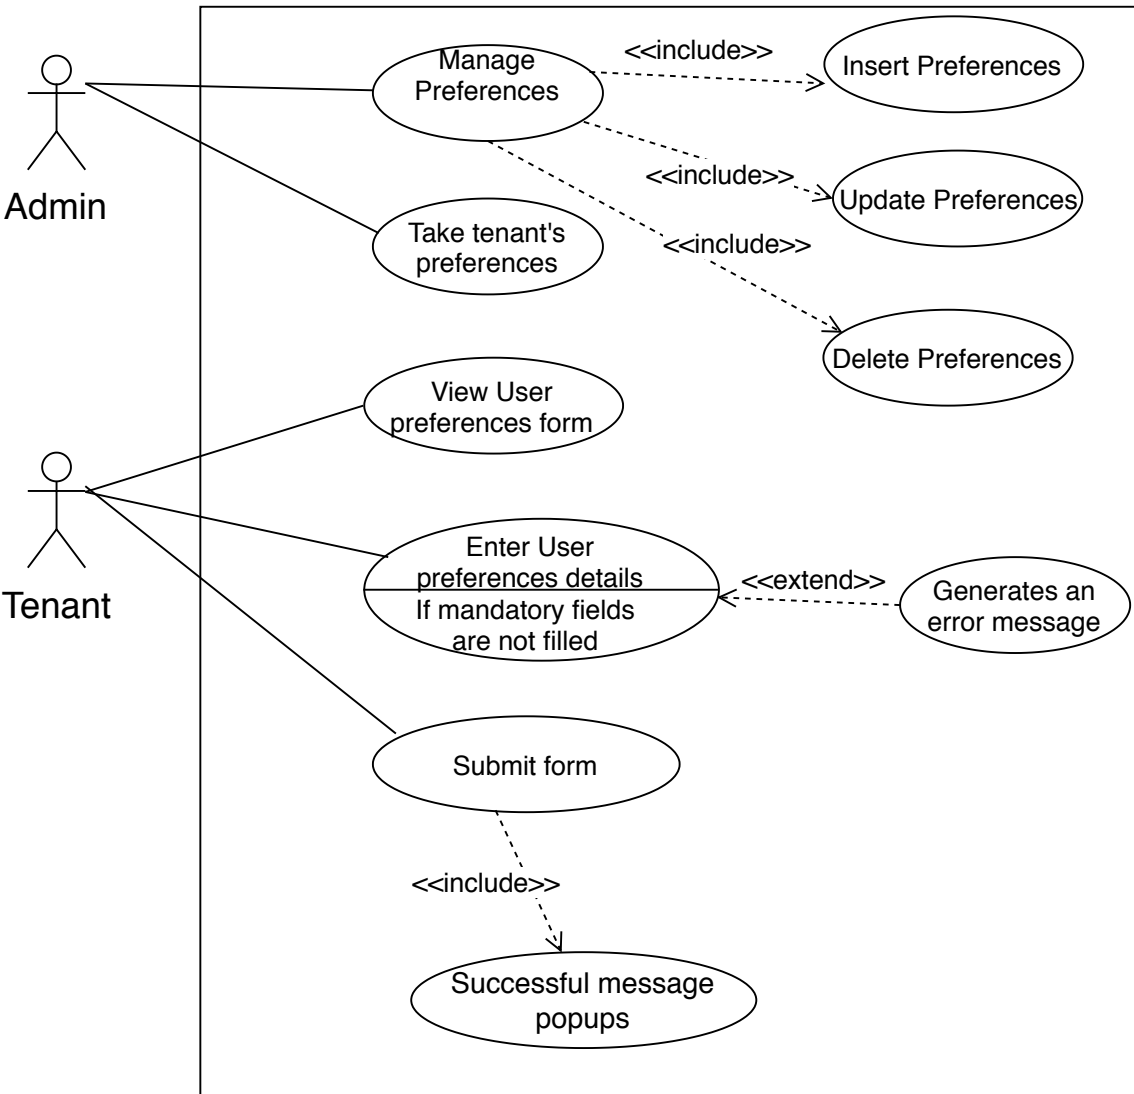 Admin
Manage
Preferences
<<include>>
Insert Preferences
<<include>>
Update Preferences
Take tenant's
preferences
<<include>>
Delete Preferences
View User
preferences form
Tenant
Enter User
preferences details
If mandatory fields
are not filled
<<extend>>
Generates an
error message
Submit form
<<include>>
Successful message
popups